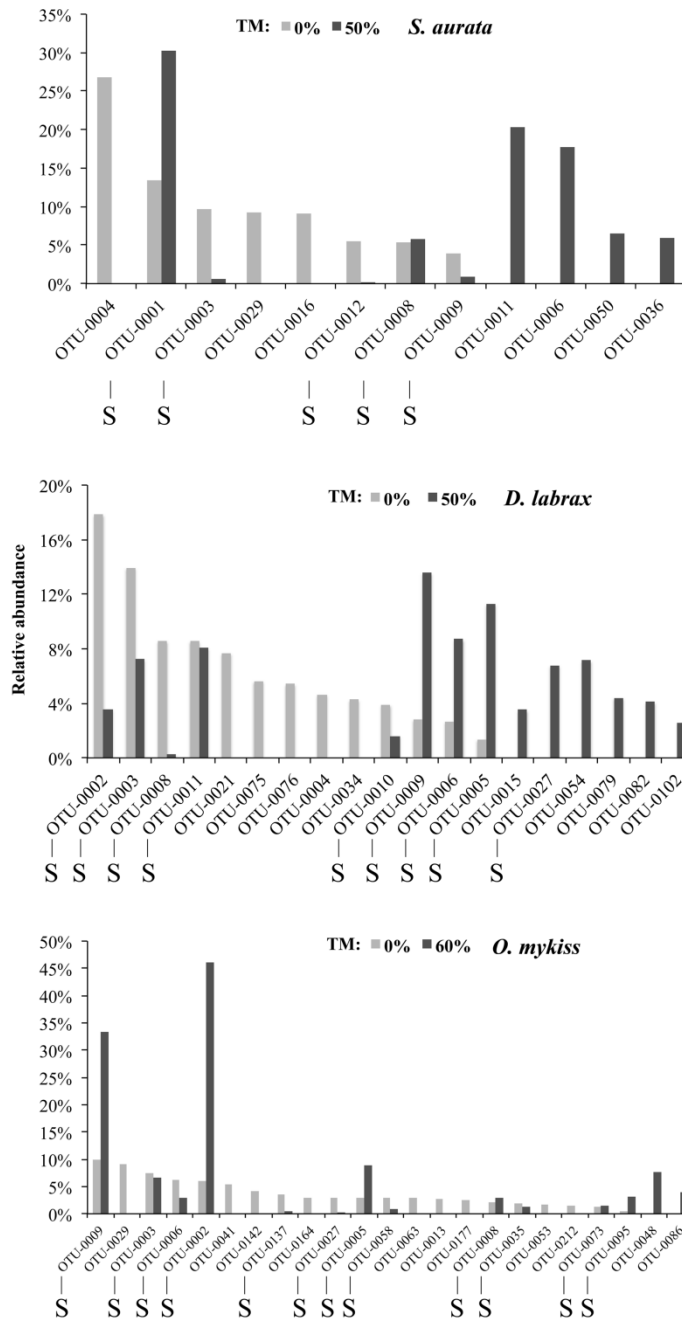 TM: 0% 50% S. aurata
35%
30%
25%
20%
15%
10%
5%
0%
OTU-0004 OTU-0001 OTU-0003 OTU-0029 OTU-0016 OTU-0012 OTU-0008 OTU-0009 OTU-0011 OTU-0006 OTU-0050 OTU-0036
S S S S S
TM: 0% 50% D. labrax
Relative abundance
20%
16%
12%
8%
4%
0%
OTU-0002 OTU-0003 OTU-0008 OTU-0011 OTU-0021 OTU-0075 OTU-0076 OTU-0004 OTU-0034 OTU-0010 OTU-0009 OTU-0006 OTU-0005 OTU-0015 OTU-0027 OTU-0054 OTU-0079 OTU-0082 OTU-0102
S S S S S S S S S
TM: 0% 60% O. mykiss
50%
45%
40%
35%
30%
25%
20%
15%
10%
5%
0%
OTU-0009 OTU-0029 OTU-0003 OTU-0006 OTU-0002 OTU-0041 OTU-0142 OTU-0137 OTU-0164 OTU-0027 OTU-0005 OTU-0058 OTU-0063 OTU-0013 OTU-0177 OTU-0008 OTU-0035 OTU-0053 OTU-0212 OTU-0073 OTU-0095 OTU-0048 OTU-0086
S S S S S S S S S S S S